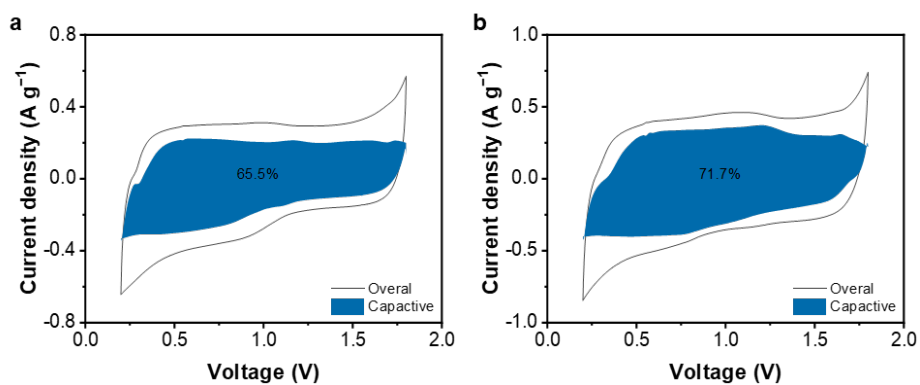 a
0.8
0.4
0.0
-0.4
-0.8
Current density (A g⁻¹)
65.5%
Overal
Capactive
0.0
0.5
1.0
1.5
2.0
Voltage (V)
b
1.0
0.5
0.0
-0.5
-1.0
Current density (A g⁻¹)
71.7%
Overal
Capactive
0.0
0.5
1.0
1.5
2.0
Voltage (V)